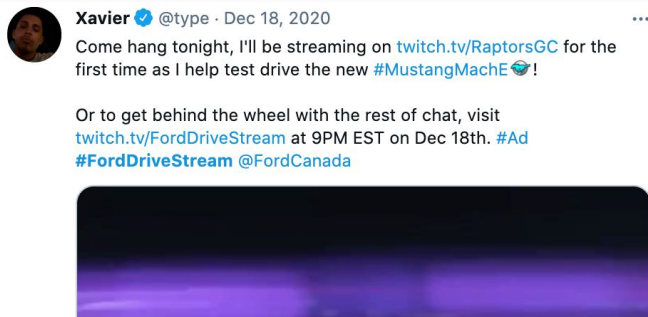 Xavier @type · Dec 18, 2020
Come hang tonight, I'll be streaming on twitch.tv/RaptorsGC for the
first time as I help test drive the new #MustangMachE!
Or to get behind the wheel with the rest of chat, visit
twitch.tv/FordDriveStream at 9PM EST on Dec 18th. #Ad
#FordDriveStream @FordCanada